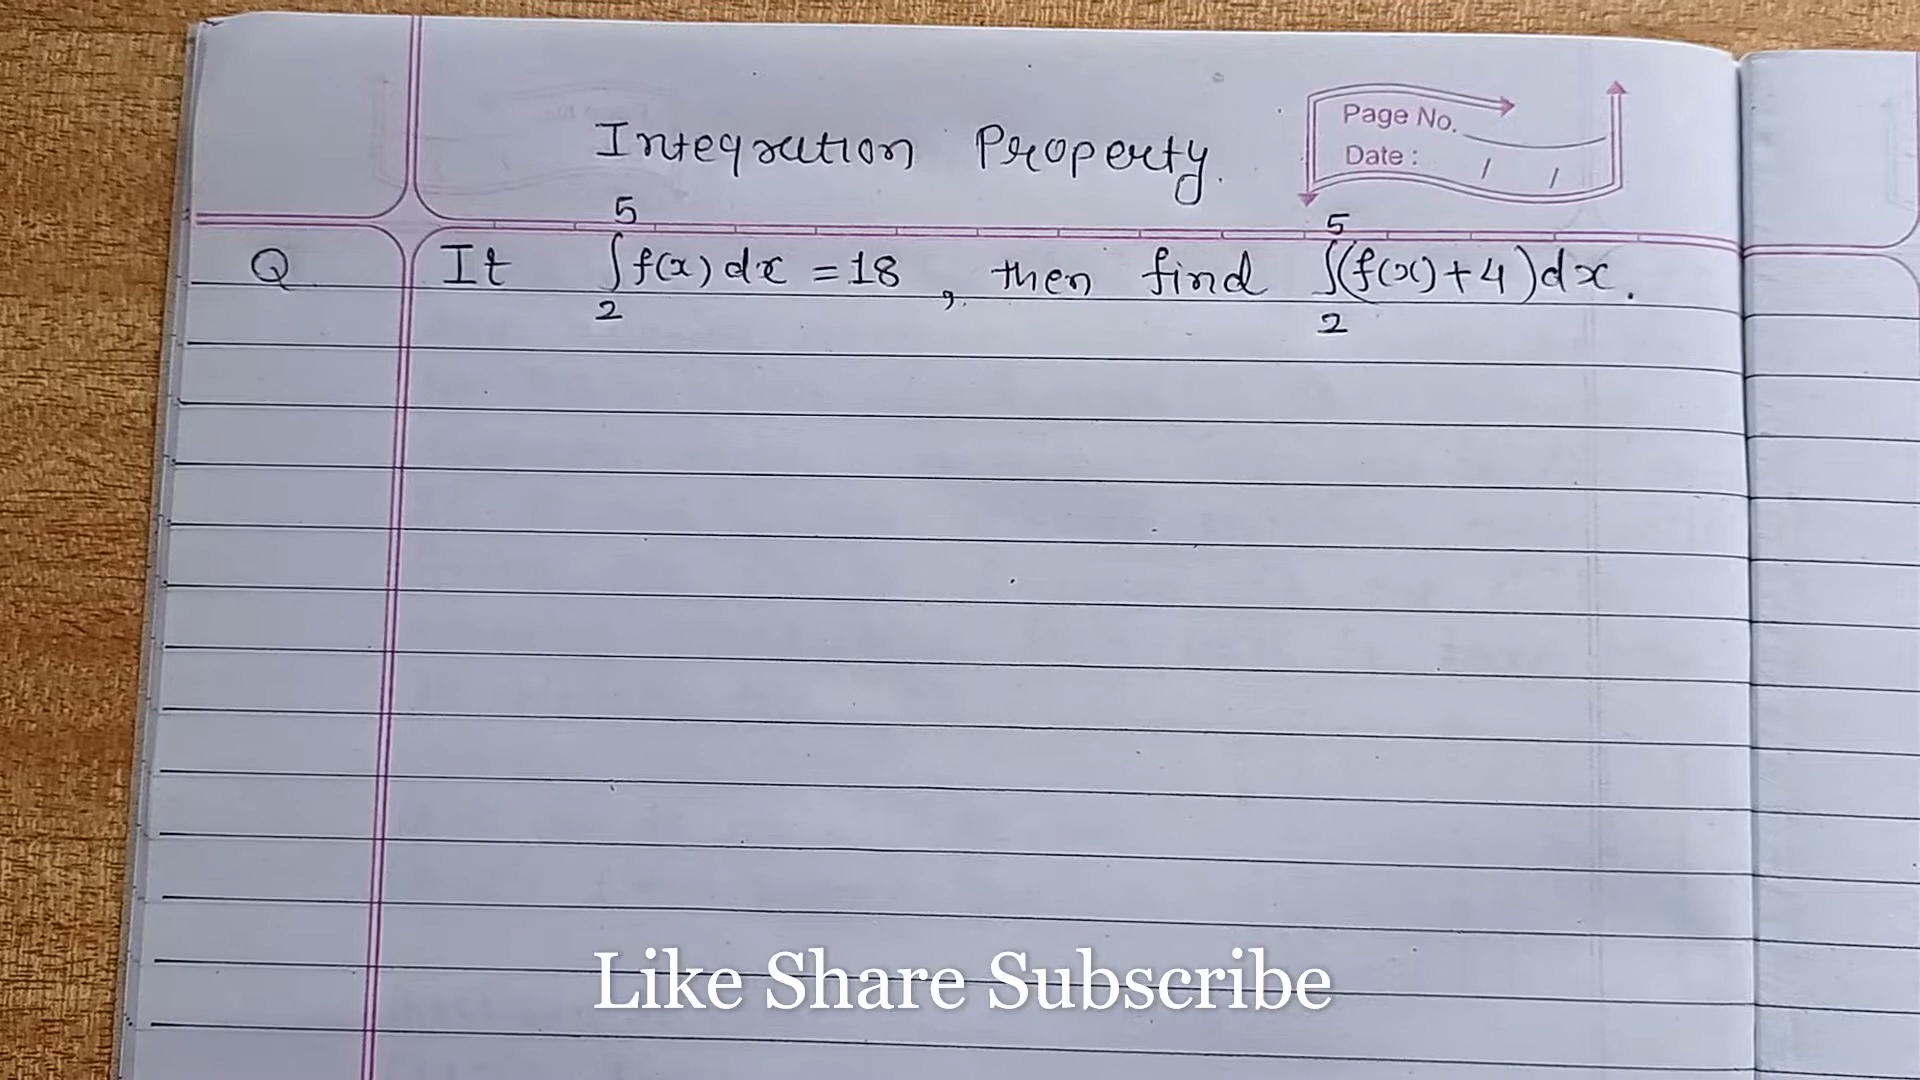 Integration Property.
Page No.
Date : / /
Q If ∫₂⁵ f(x) dx = 18, then find ∫₂⁵ (f(x)+4) dx.
Like Share Subscribe